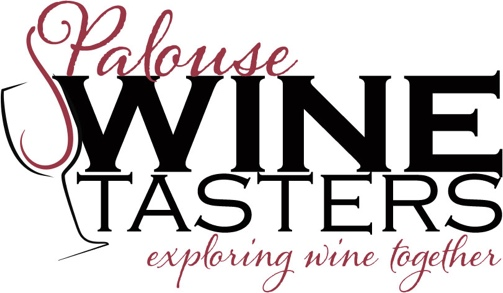 Palouse
WINE
TASTERS
exploring wine together